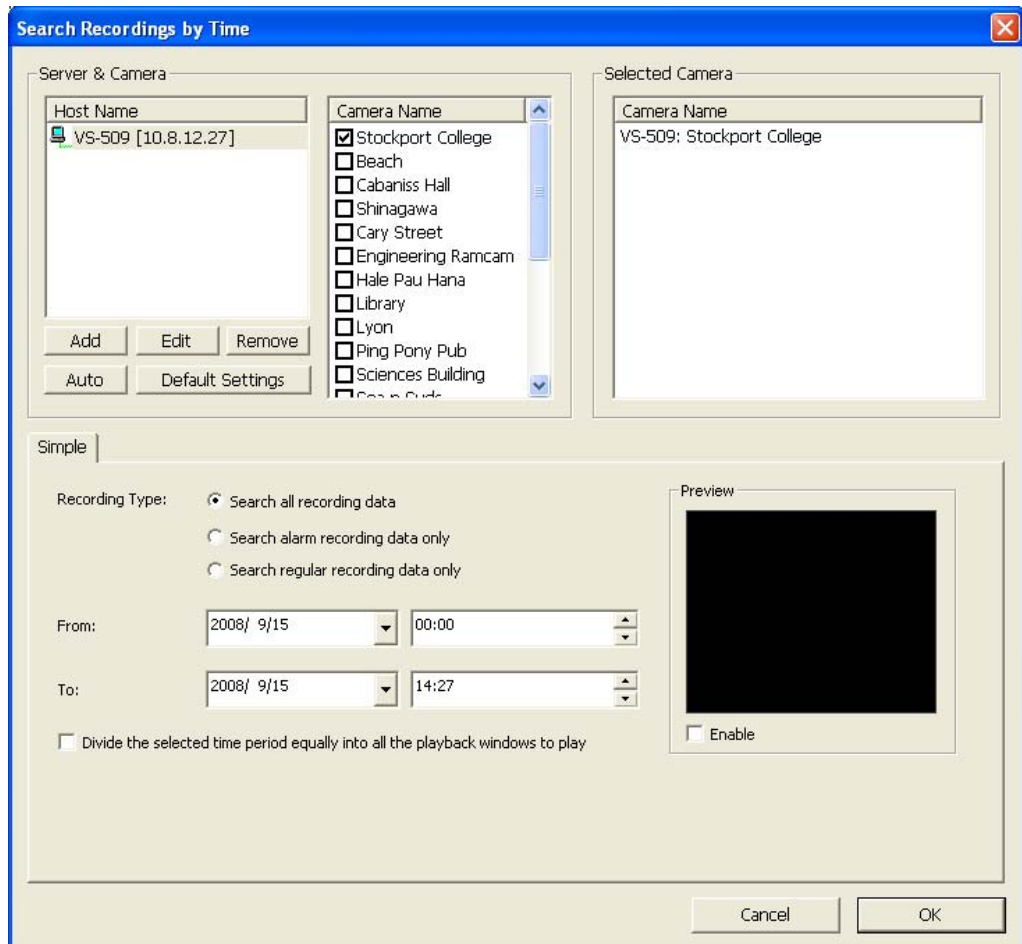 Search Recordings by Time
Server & Camera
Host Name
VS-509 [10.8.12.27]
Add
Edit
Remove
Auto
Default Settings
Camera Name
Stockport College
Beach
Cabaniss Hall
Shinagawa
Cary Street
Engineering Ramcam
Hale Pau Hana
Library
Lyon
Ping Pony Pub
Sciences Building
Selected Camera
Camera Name
VS-509: Stockport College
Simple
Recording Type:
Search all recording data
Search alarm recording data only
Search regular recording data only
From:
2008/ 9/15
00:00
To:
2008/ 9/15
14:27
Divide the selected time period equally into all the playback windows to play
Preview
Enable
Cancel
OK